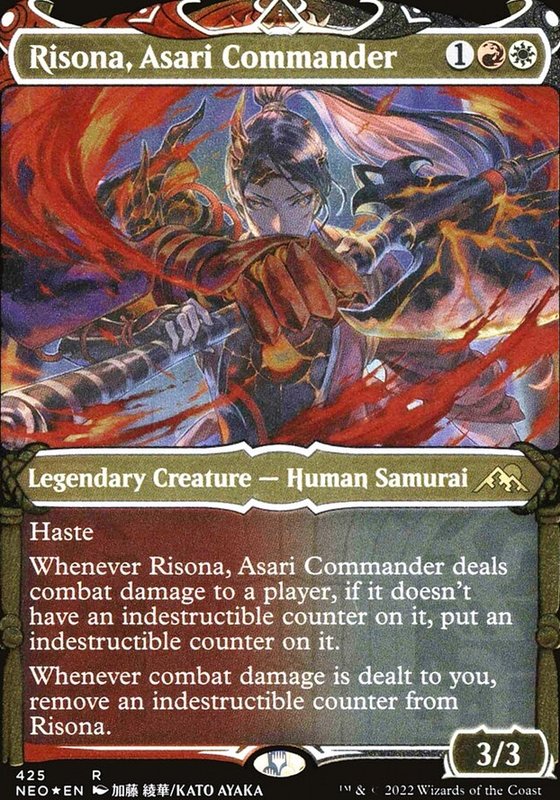 Risona, Asari Commander 1
Legendary Creature — Human Samurai
Haste
Whenever Risona, Asari Commander deals
combat damage to a player, if it doesn't
have an indestructible counter on it, put an
indestructible counter on it.
Whenever combat damage is dealt to you,
remove an indestructible counter from
Risona.
3/3
425 R
NEO★EN 加藤 綾華/KATO AYAKA
™ & © 2022 Wizards of the Coast